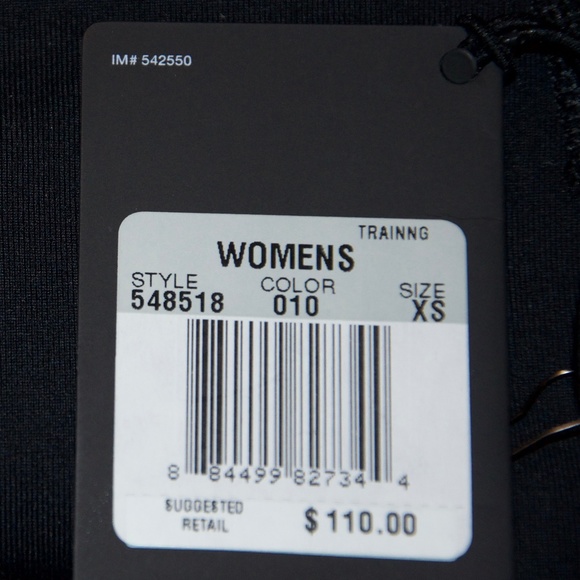 IM# 542550
TRAINNG
WOMENS
STYLE COLOR SIZE
548518 010 XS
8 84499 82734 4
SUGGESTED
RETAIL $ 110.00